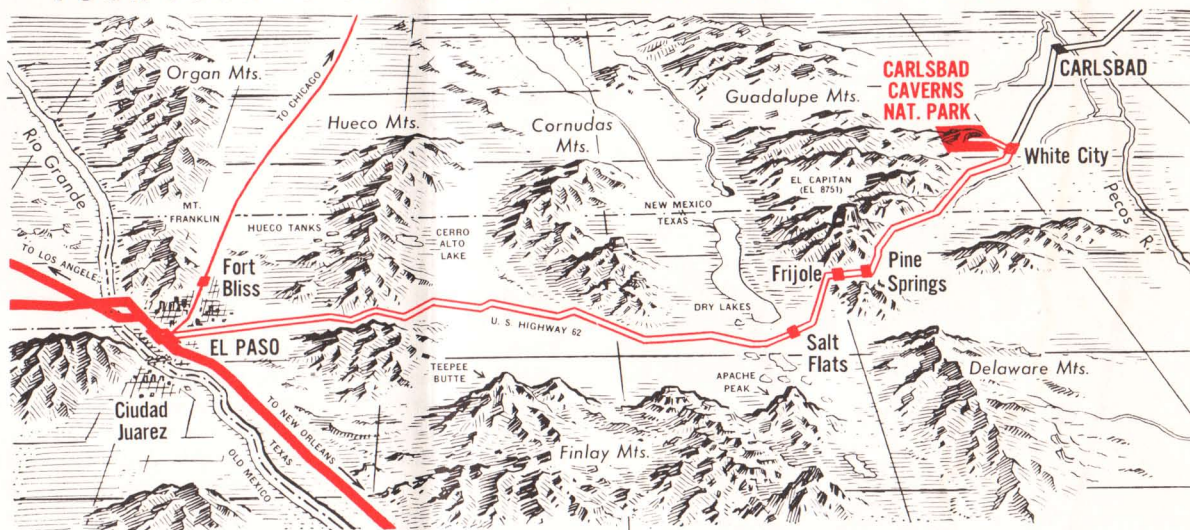 Organ Mts.
TO CHICAGO
Hueco Mts.
Cornudas
Mts.
Guadalupe Mts.
CARLSBAD
CAVERNS
NAT. PARK
CARLSBAD
White City
Rio Grande
MT.
FRANKLIN
HUECO TANKS
CERRO
ALTO
LAKE
EL CAPITAN
(EL 8751)
NEW MEXICO
TEXAS
Pecos R.
TO LOS ANGELE
Fort
Bliss
Frijole
Pine
Springs
DRY LAKES
U. S. HIGHWAY 62
EL PASO
Salt
Flats
TEEPEE
BUTTE
APACHE
PEAK
Delaware Mts.
Ciudad
Juarez
TO NEW ORLEANS
TEXAS
OLD MEXICO
Finlay Mts.